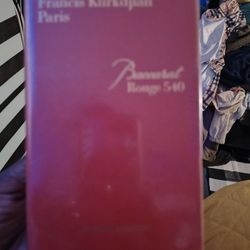 Francis Kurkdjian
Paris
Baccarat
Rouge 540